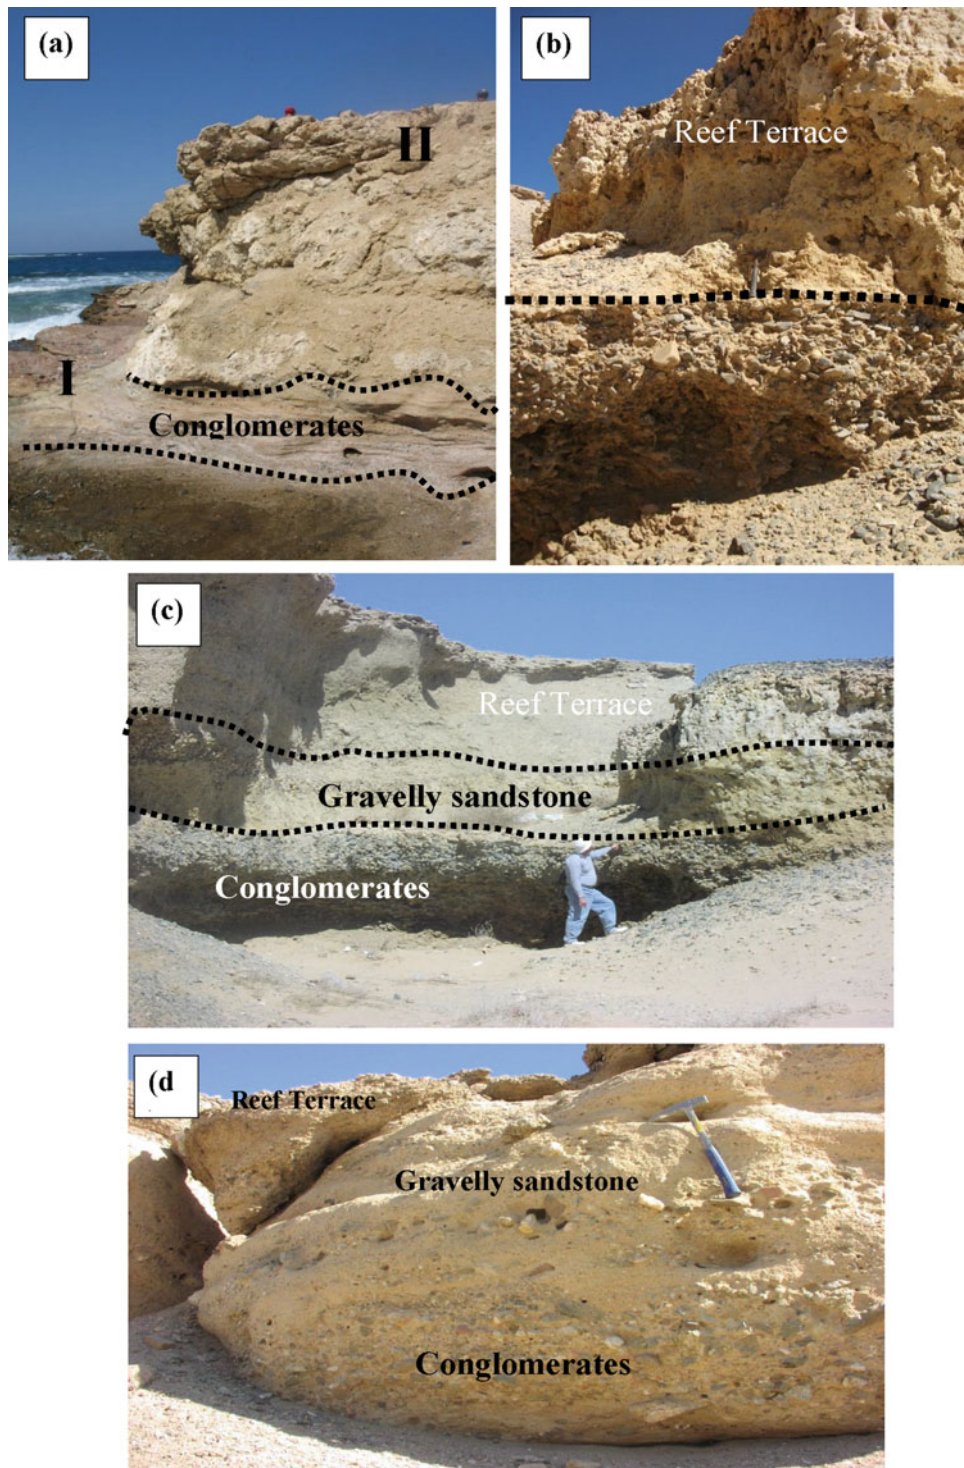 (a)
II
I
Conglomerates
(b)
Reef Terrace
(c)
Reef Terrace
Gravelly sandstone
Conglomerates
(d
Reef Terrace
Gravelly sandstone
Conglomerates